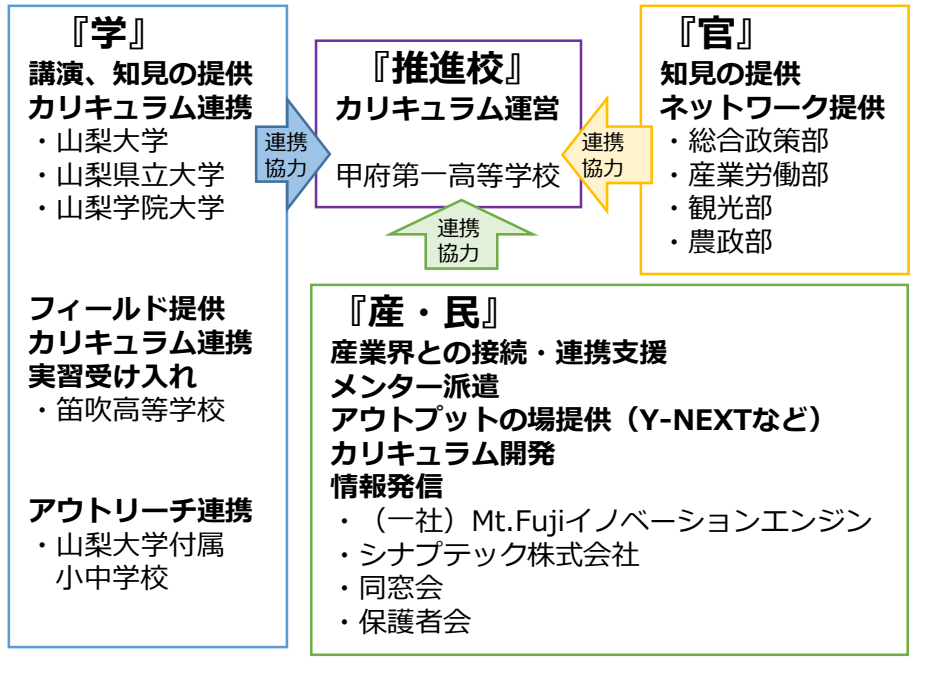 『学』
講演、知見の提供
カリキュラム連携
・山梨大学
・山梨県立大学
・山梨学院大学
フィールド提供
カリキュラム連携
実習受け入れ
・笛吹高等学校
アウトリーチ連携
・山梨大学付属
小中学校
連携
協力
『推進校』
カリキュラム運営
甲府第一高等学校
連携
協力
『官』
知見の提供
ネットワーク提供
・総合政策部
・産業労働部
・観光部
・農政部
連携
協力
『産・民』
産業界との接続・連携支援
メンター派遣
アウトプットの場提供（Y-NEXTなど）
カリキュラム開発
情報発信
・（一社）Mt.Fujiイノベーションエンジン
・シナプテック株式会社
・同窓会
・保護者会